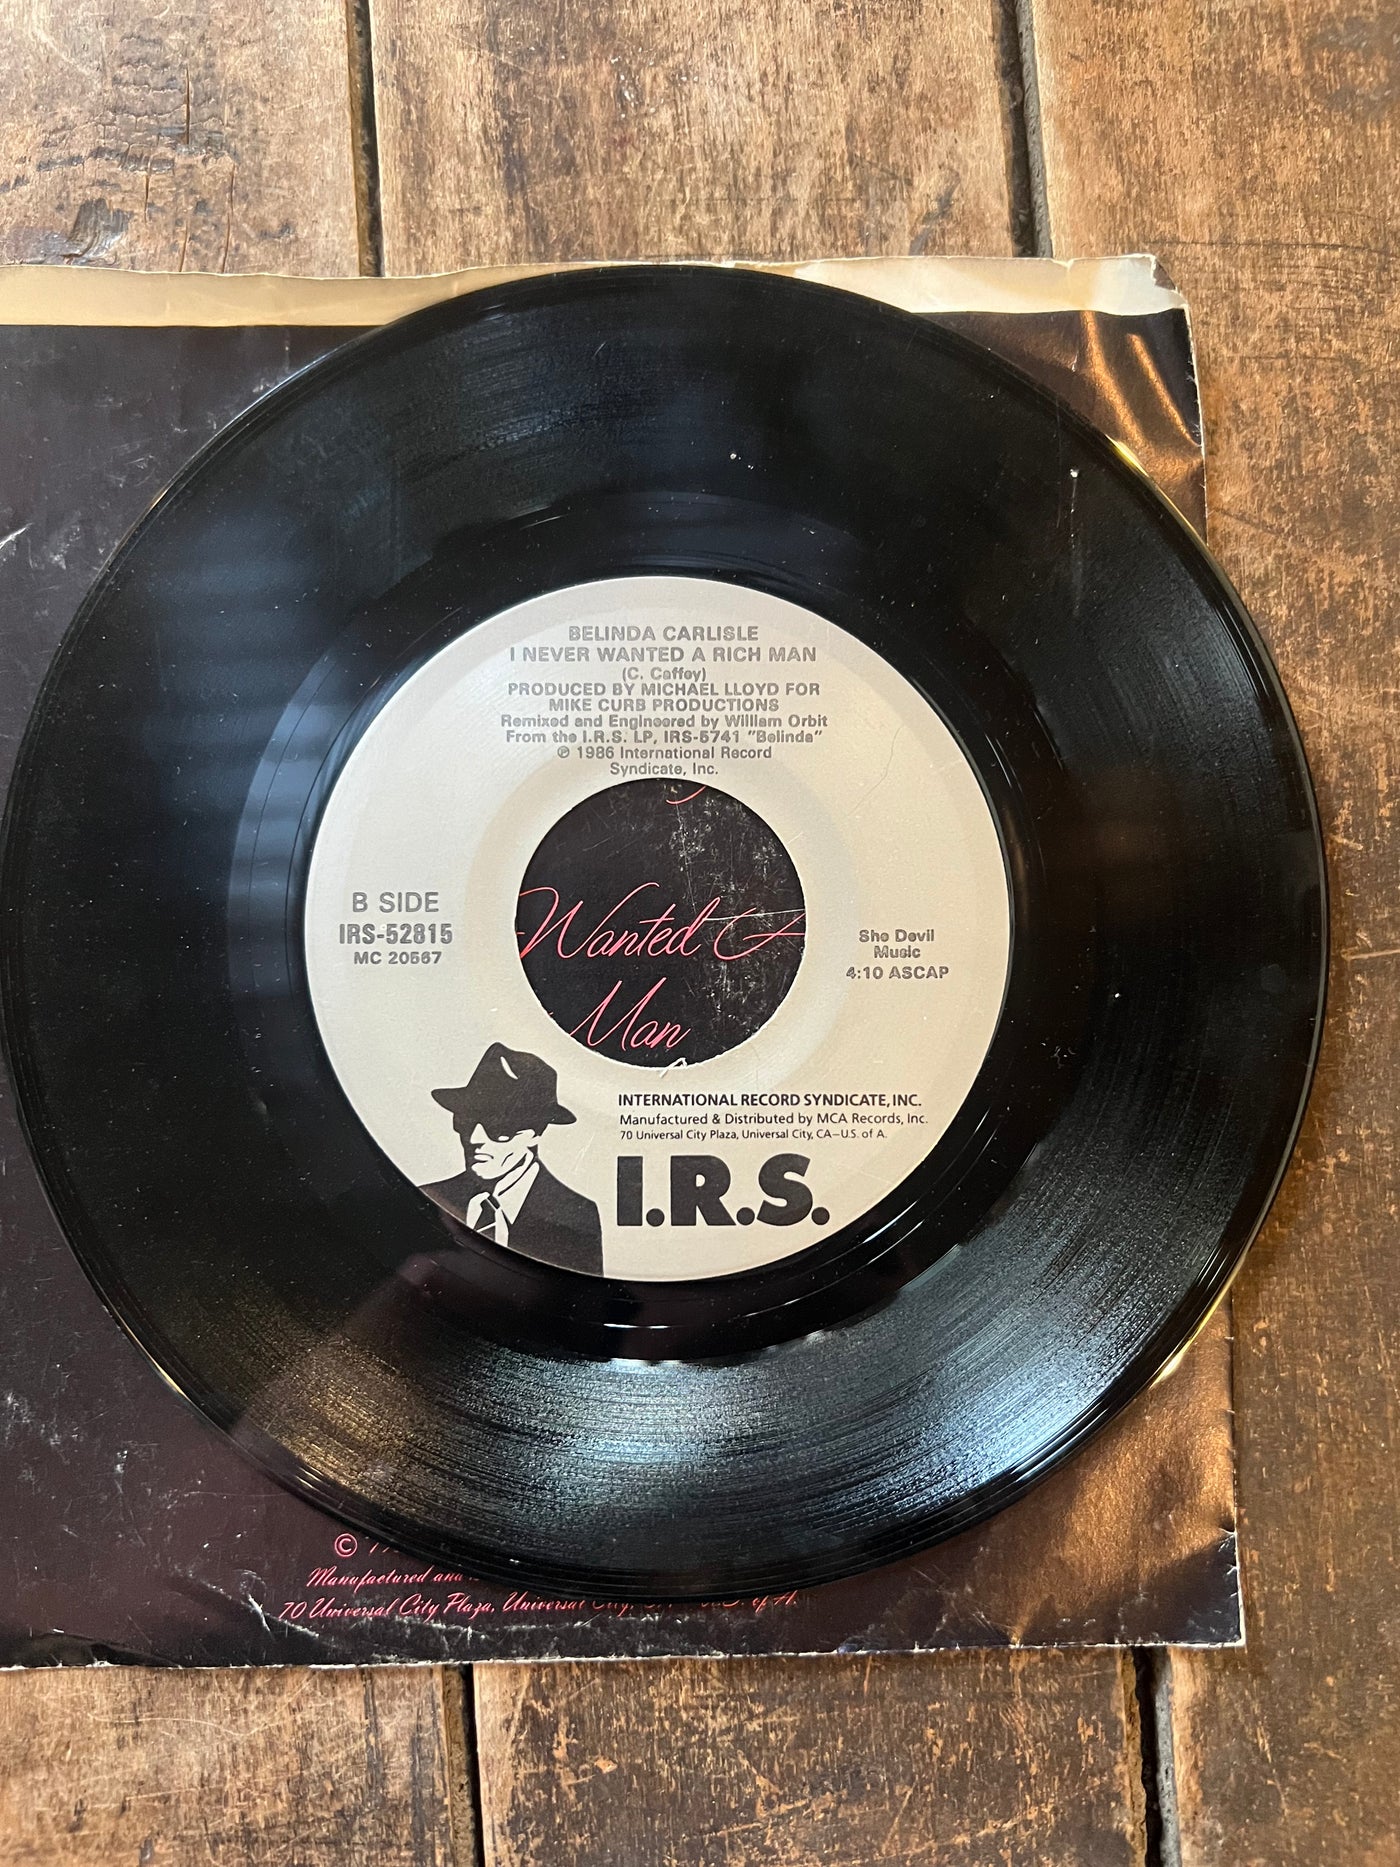 BELINDA CARLISLE
I NEVER WANTED A RICH MAN
(C. Caffey)
PRODUCED BY MICHAEL LLOYD FOR
MIKE CURB PRODUCTIONS
Remixed and Engineered by William Orbit
From the I.R.S. LP, IRS-5741 "Belinda"
℗ 1986 International Record
Syndicate, Inc.
B SIDE
IRS-52815
MC 20567
Wanted A
Man
She Devil
Music
4:10 ASCAP
INTERNATIONAL RECORD SYNDICATE, INC.
Manufactured & Distributed by MCA Records, Inc.
70 Universal City Plaza, Universal City, CA-U.S. of A.
I.R.S.
©
Manufactured and
70 Universal City Plaza, Universal City, of A.